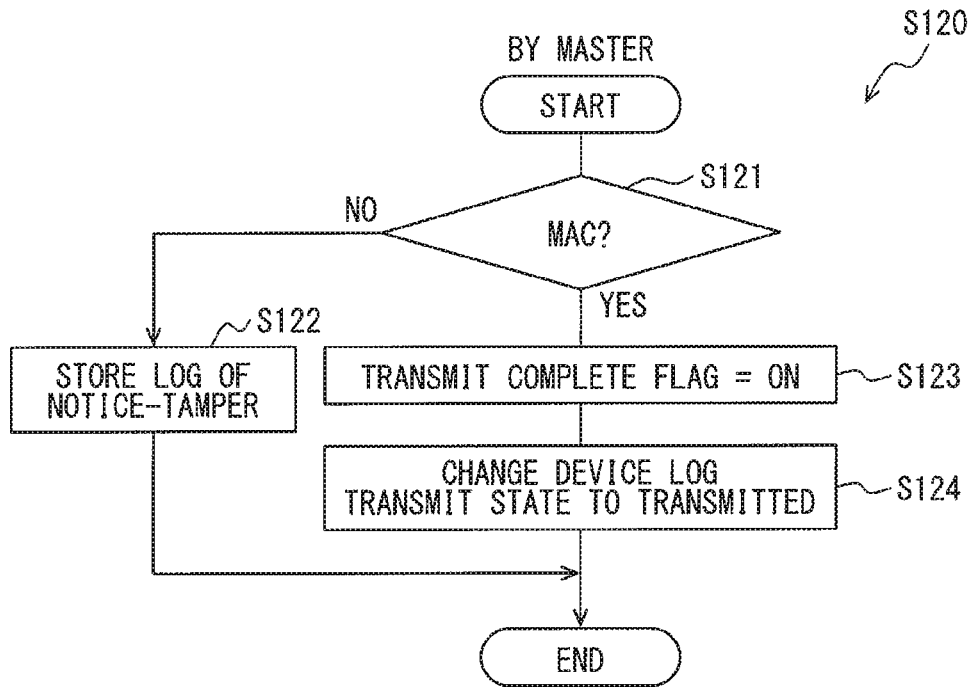 S120
BY MASTER
START
S121
NO
MAC?
YES
S122
STORE LOG OF
NOTICE-TAMPER
TRANSMIT COMPLETE FLAG = ON
S123
CHANGE DEVICE LOG
TRANSMIT STATE TO TRANSMITTED
S124
END